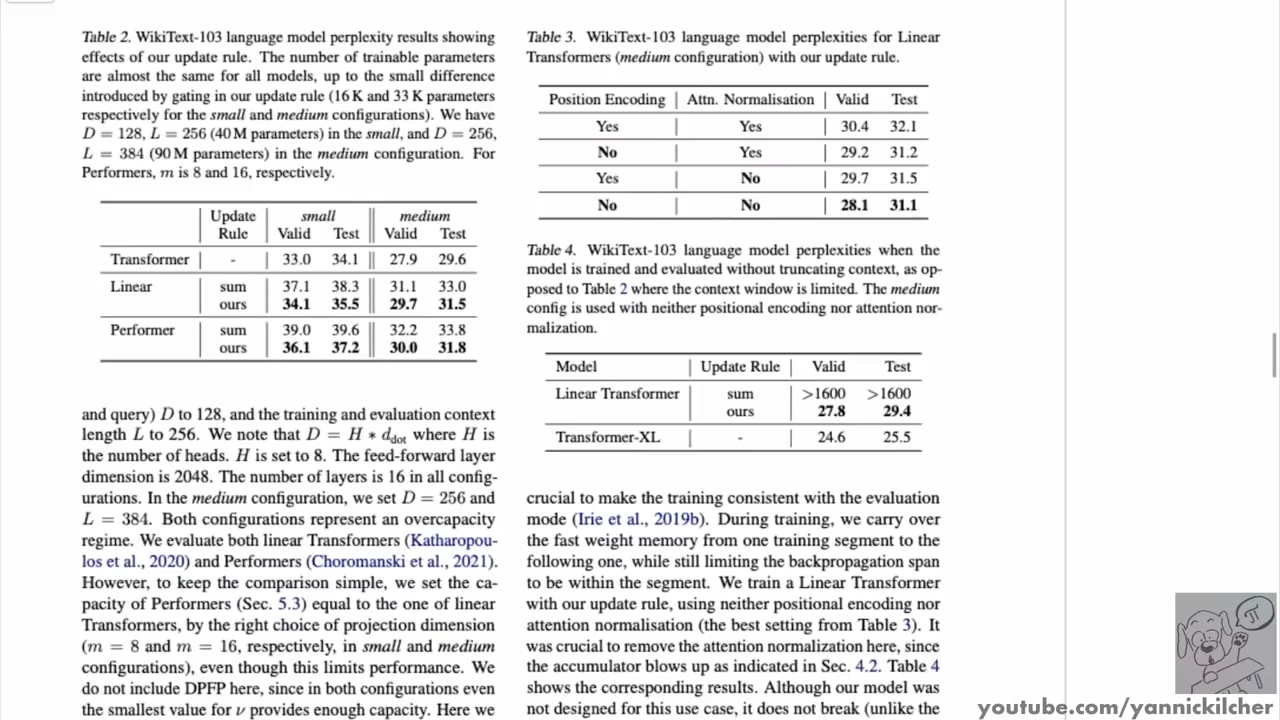 Table 2. WikiText-103 language model perplexity results showing
effects of our update rule. The number of trainable parameters
are almost the same for all models, up to the small difference
introduced by gating in our update rule (16 K and 33 K parameters
respectively for the small and medium configurations). We have
D = 128, L = 256 (40 M parameters) in the small, and D = 256,
L = 384 (90 M parameters) in the medium configuration. For
Performers, m is 8 and 16, respectively.
Update small medium
Rule Valid Test Valid Test
Transformer - 33.0 34.1 27.9 29.6
Linear sum 37.1 38.3 31.1 33.0
ours 34.1 35.5 29.7 31.5
Performer sum 39.0 39.6 32.2 33.8
ours 36.1 37.2 30.0 31.8
and query) D to 128, and the training and evaluation context
length L to 256. We note that D = H ∗ ddot where H is
the number of heads. H is set to 8. The feed-forward layer
dimension is 2048. The number of layers is 16 in all config-
urations. In the medium configuration, we set D = 256 and
L = 384. Both configurations represent an overcapacity
regime. We evaluate both linear Transformers (Katharopou-
los et al., 2020) and Performers (Choromanski et al., 2021).
However, to keep the comparison simple, we set the ca-
pacity of Performers (Sec. 5.3) equal to the one of linear
Transformers, by the right choice of projection dimension
(m = 8 and m = 16, respectively, in small and medium
configurations), even though this limits performance. We
do not include DPFP here, since in both configurations even
the smallest value for ν provides enough capacity. Here we
Table 3. WikiText-103 language model perplexities for Linear
Transformers (medium configuration) with our update rule.
Position Encoding Attn. Normalisation Valid Test
Yes Yes 30.4 32.1
No Yes 29.2 31.2
Yes No 29.7 31.5
No No 28.1 31.1
Table 4. WikiText-103 language model perplexities when the
model is trained and evaluated without truncating context, as op-
posed to Table 2 where the context window is limited. The medium
config is used with neither positional encoding nor attention nor-
malization.
Model Update Rule Valid Test
Linear Transformer sum >1600 >1600
ours 27.8 29.4
Transformer-XL - 24.6 25.5
crucial to make the training consistent with the evaluation
mode (Irie et al., 2019b). During training, we carry over
the fast weight memory from one training segment to the
following one, while still limiting the backpropagation span
to be within the segment. We train a Linear Transformer
with our update rule, using neither positional encoding nor
attention normalisation (the best setting from Table 3). It
was crucial to remove the attention normalization here, since
the accumulator blows up as indicated in Sec. 4.2. Table 4
shows the corresponding results. Although our model was
not designed for this use case, it does not break (unlike the
π
youtube.com/yannickilcher